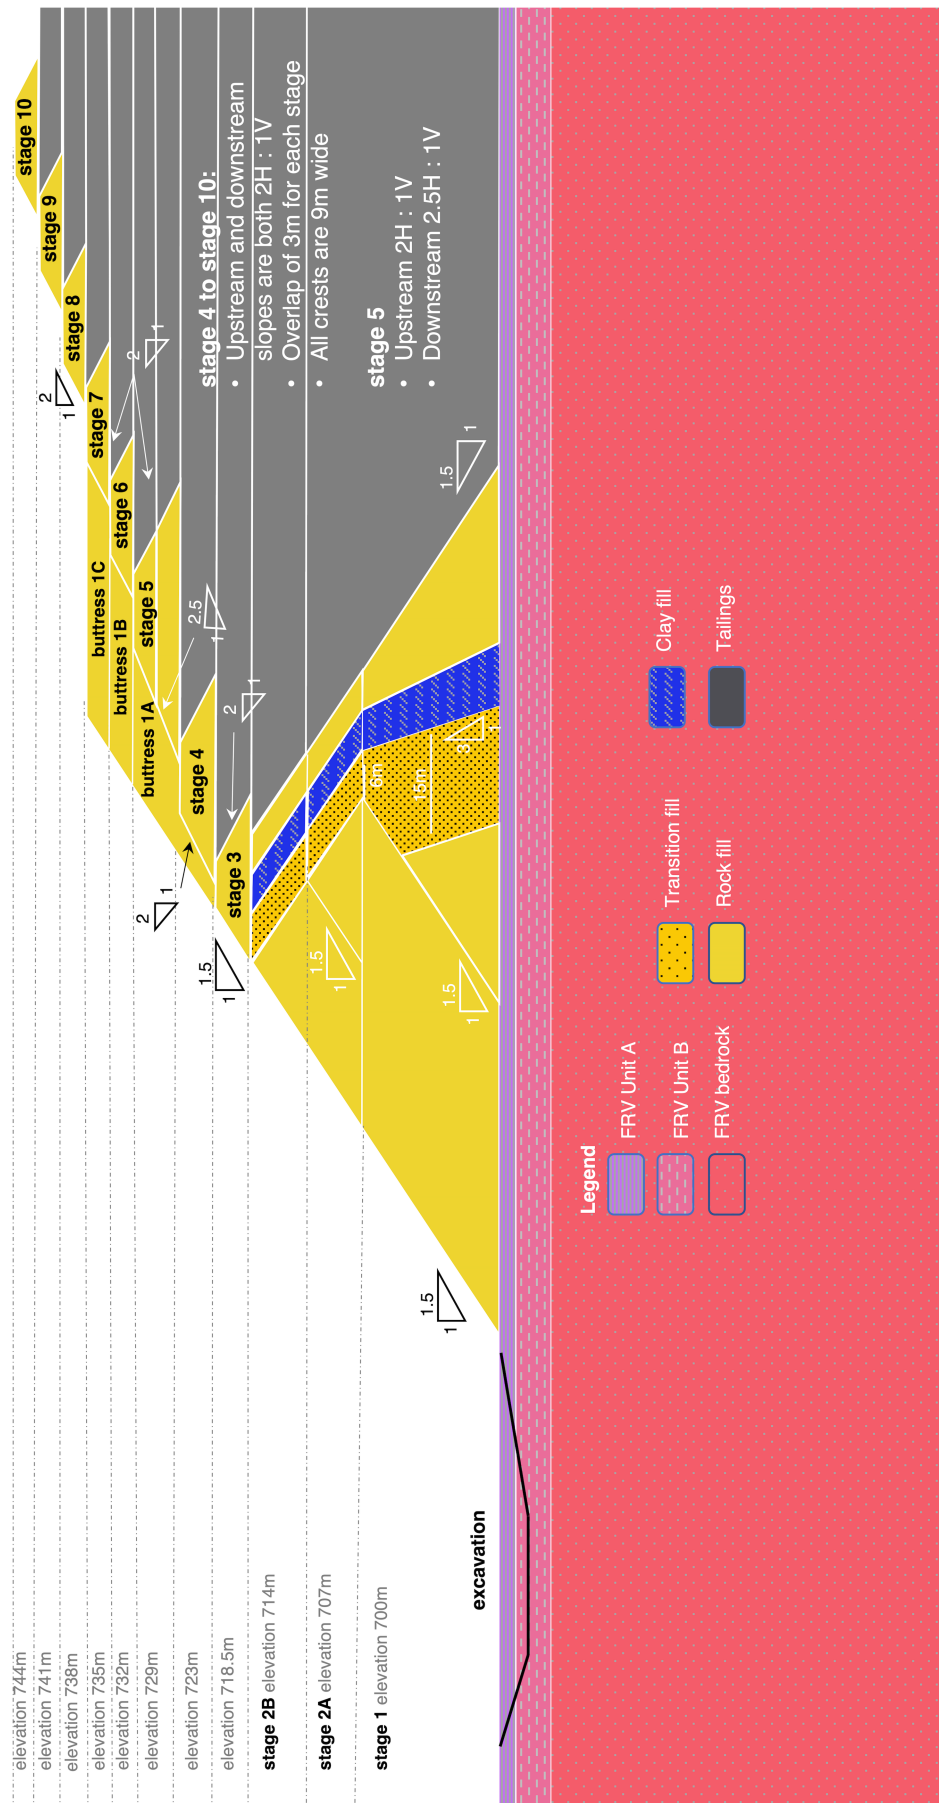 elevation 744m
elevation 741m
elevation 738m
elevation 735m
elevation 732m
elevation 729m
elevation 723m
elevation 718.5m
stage 2B elevation 714m
stage 2A elevation 707m
stage 1 elevation 700m
excavation
1.5
1
1.5
1
2
1
2
1
stage 10
stage 9
stage 8
stage 7
stage 6
stage 5
stage 4
stage 3
buttress 1C
buttress 1B
buttress 1A
2
1
2.5
1
2
1
1.5
1
1.5
1
1.5
1
6m
15m
3
stage 4 to stage 10:
• Upstream and downstream
slopes are both 2H : 1V
• Overlap of 3m for each stage
• All crests are 9m wide
stage 5
• Upstream 2H : 1V
• Downstream 2.5H : 1V
Legend
FRV Unit A
FRV Unit B
FRV bedrock
Transition fill
Rock fill
Clay fill
Tailings